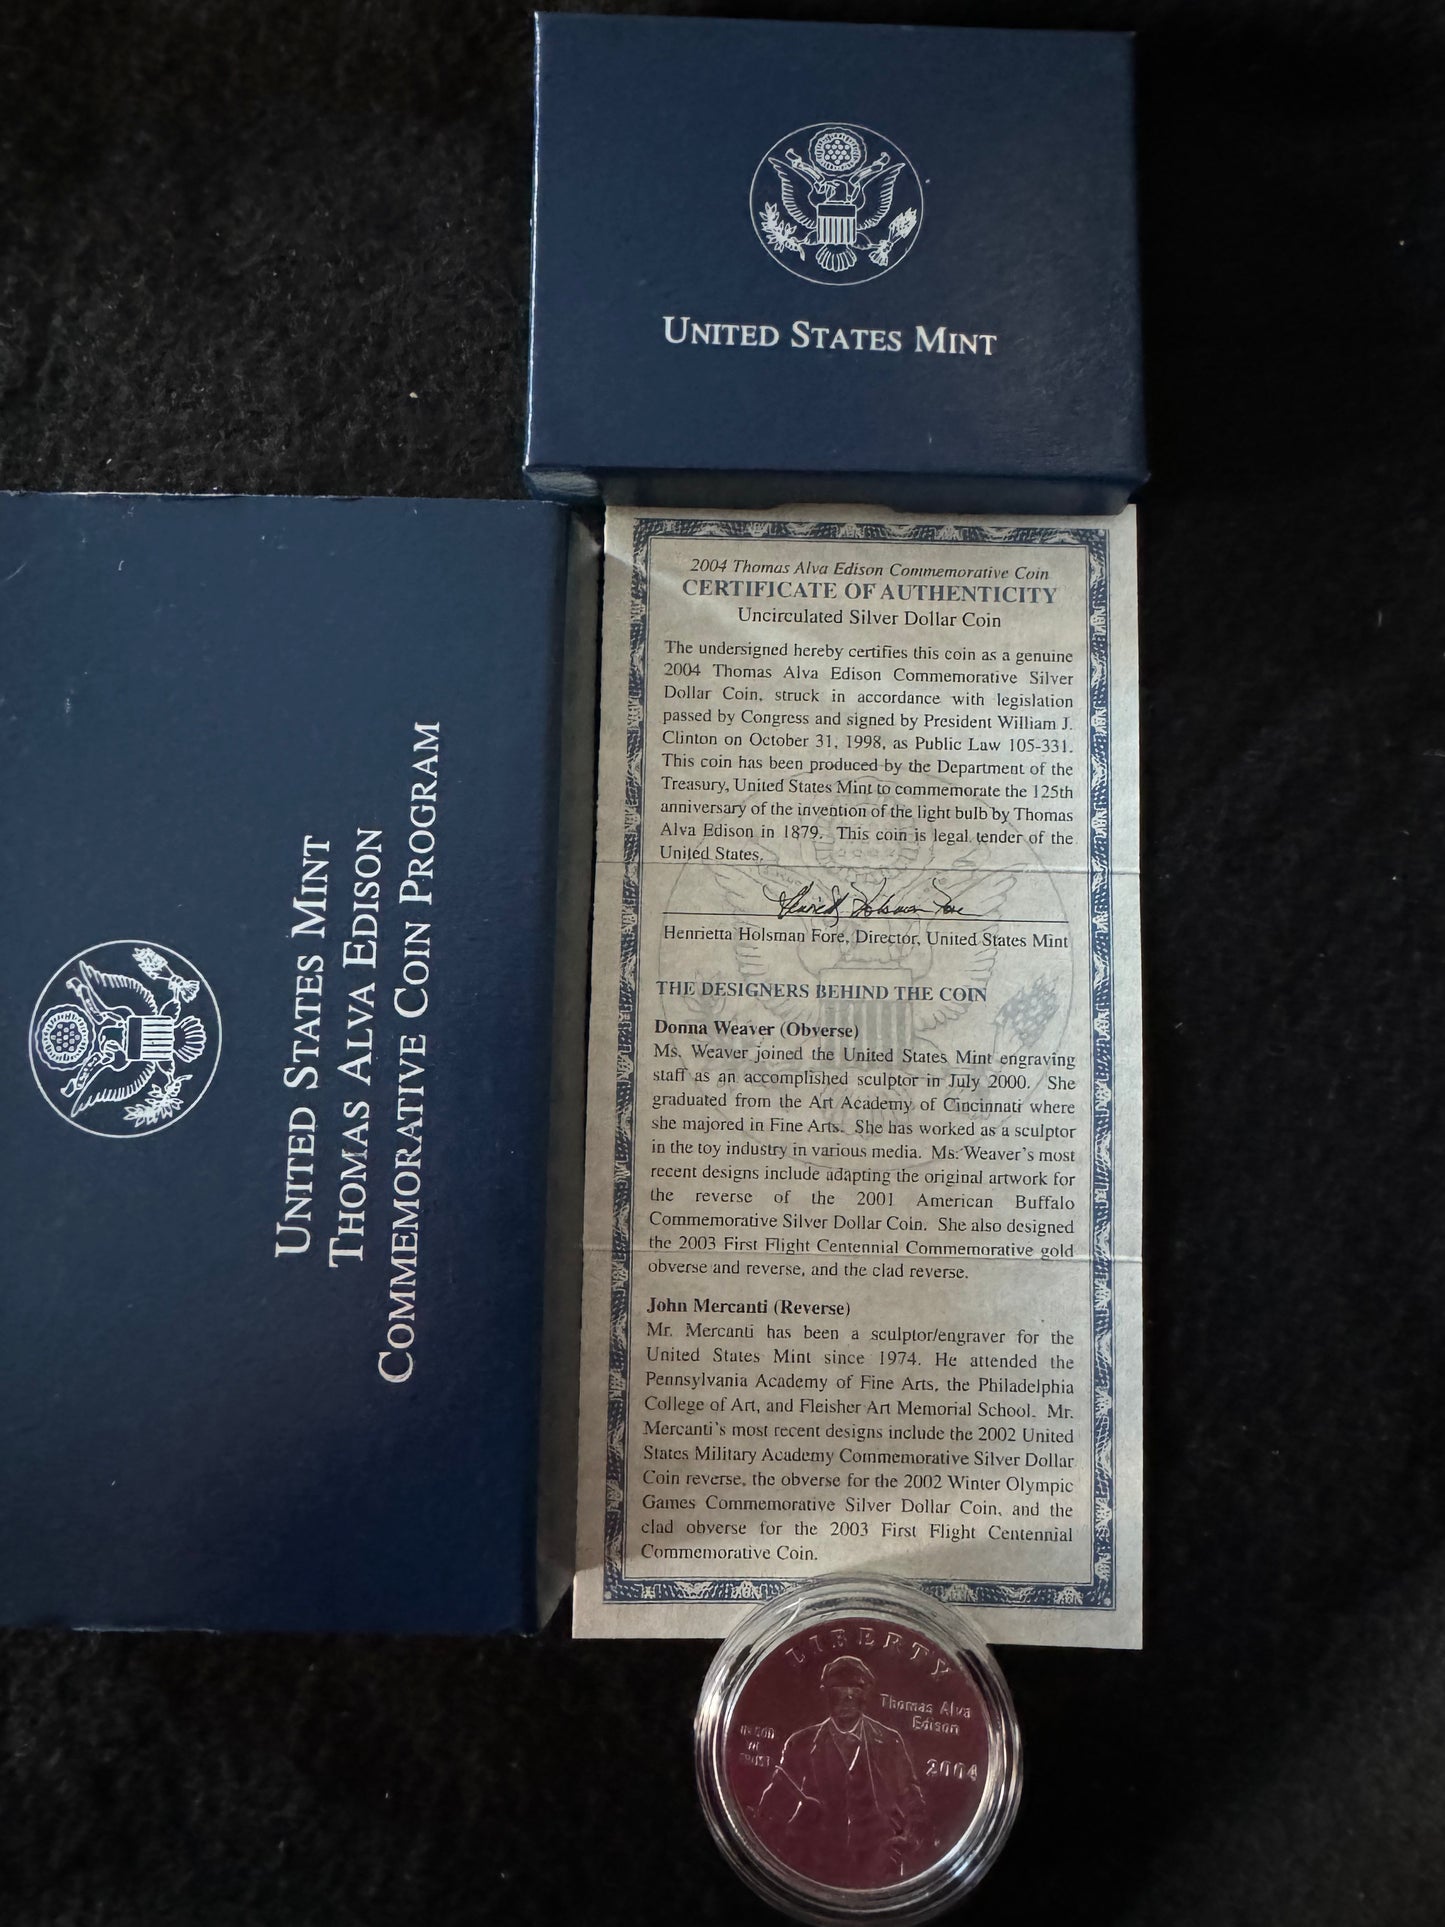 UNITED STATES MINT
UNITED STATES MINT
THOMAS ALVA EDISON
COMMEMORATIVE COIN PROGRAM
2004 Thomas Alva Edison Commemorative Coin
CERTIFICATE OF AUTHENTICITY
Uncirculated Silver Dollar Coin
The undersigned hereby certifies this coin as a genuine
2004 Thomas Alva Edison Commemorative Silver
Dollar Coin, struck in accordance with legislation
passed by Congress and signed by President William J.
Clinton on October 31, 1998, as Public Law 105-331.
This coin has been produced by the Department of the
Treasury, United States Mint to commemorate the 125th
anniversary of the invention of the light bulb by Thomas
Alva Edison in 1879. This coin is legal tender of the
United States.
Henrietta Holsman Fore
Henrietta Holsman Fore, Director, United States Mint
THE DESIGNERS BEHIND THE COIN
Donna Weaver (Obverse)
Ms. Weaver joined the United States Mint engraving
staff as an accomplished sculptor in July 2000. She
graduated from the Art Academy of Cincinnati where
she majored in Fine Arts. She has worked as a sculptor
in the toy industry in various media. Ms. Weaver's most
recent designs include adapting the original artwork for
the reverse of the 2001 American Buffalo
Commemorative Silver Dollar Coin. She also designed
the 2003 First Flight Centennial Commemorative gold
obverse and reverse, and the clad reverse.
John Mercanti (Reverse)
Mr. Mercanti has been a sculptor/engraver for the
United States Mint since 1974. He attended the
Pennsylvania Academy of Fine Arts, the Philadelphia
College of Art, and Fleisher Art Memorial School. Mr.
Mercanti's most recent designs include the 2002 United
States Military Academy Commemorative Silver Dollar
Coin reverse, the obverse for the 2002 Winter Olympic
Games Commemorative Silver Dollar Coin, and the
clad obverse for the 2003 First Flight Centennial
Commemorative Coin.
LIBERTY
Thomas Alva
Edison
IN GOD
WE
TRUST
2004